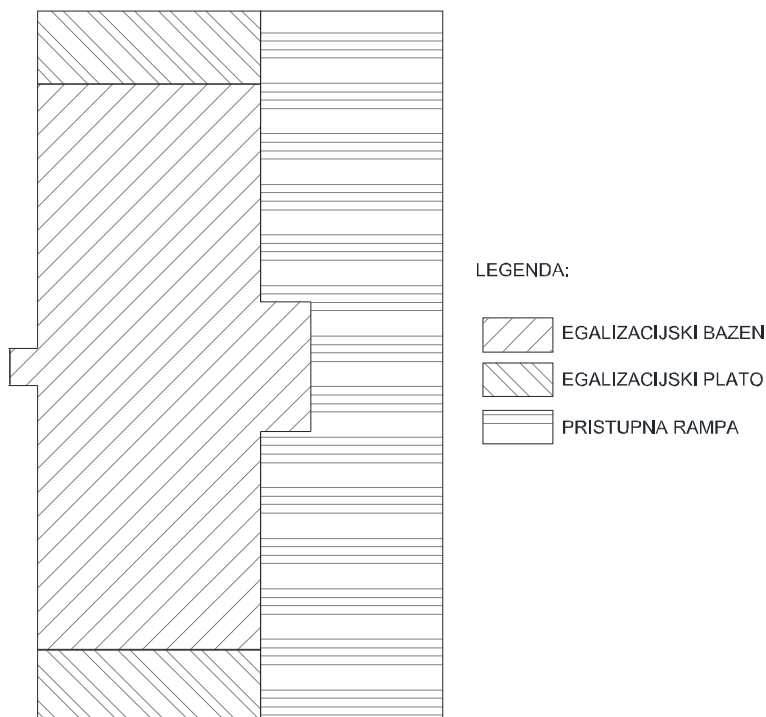 LEGENDA:
EGALIZACIJSKI BAZEN
EGALIZACIJSKI PLATO
PRISTUPNA RAMPA